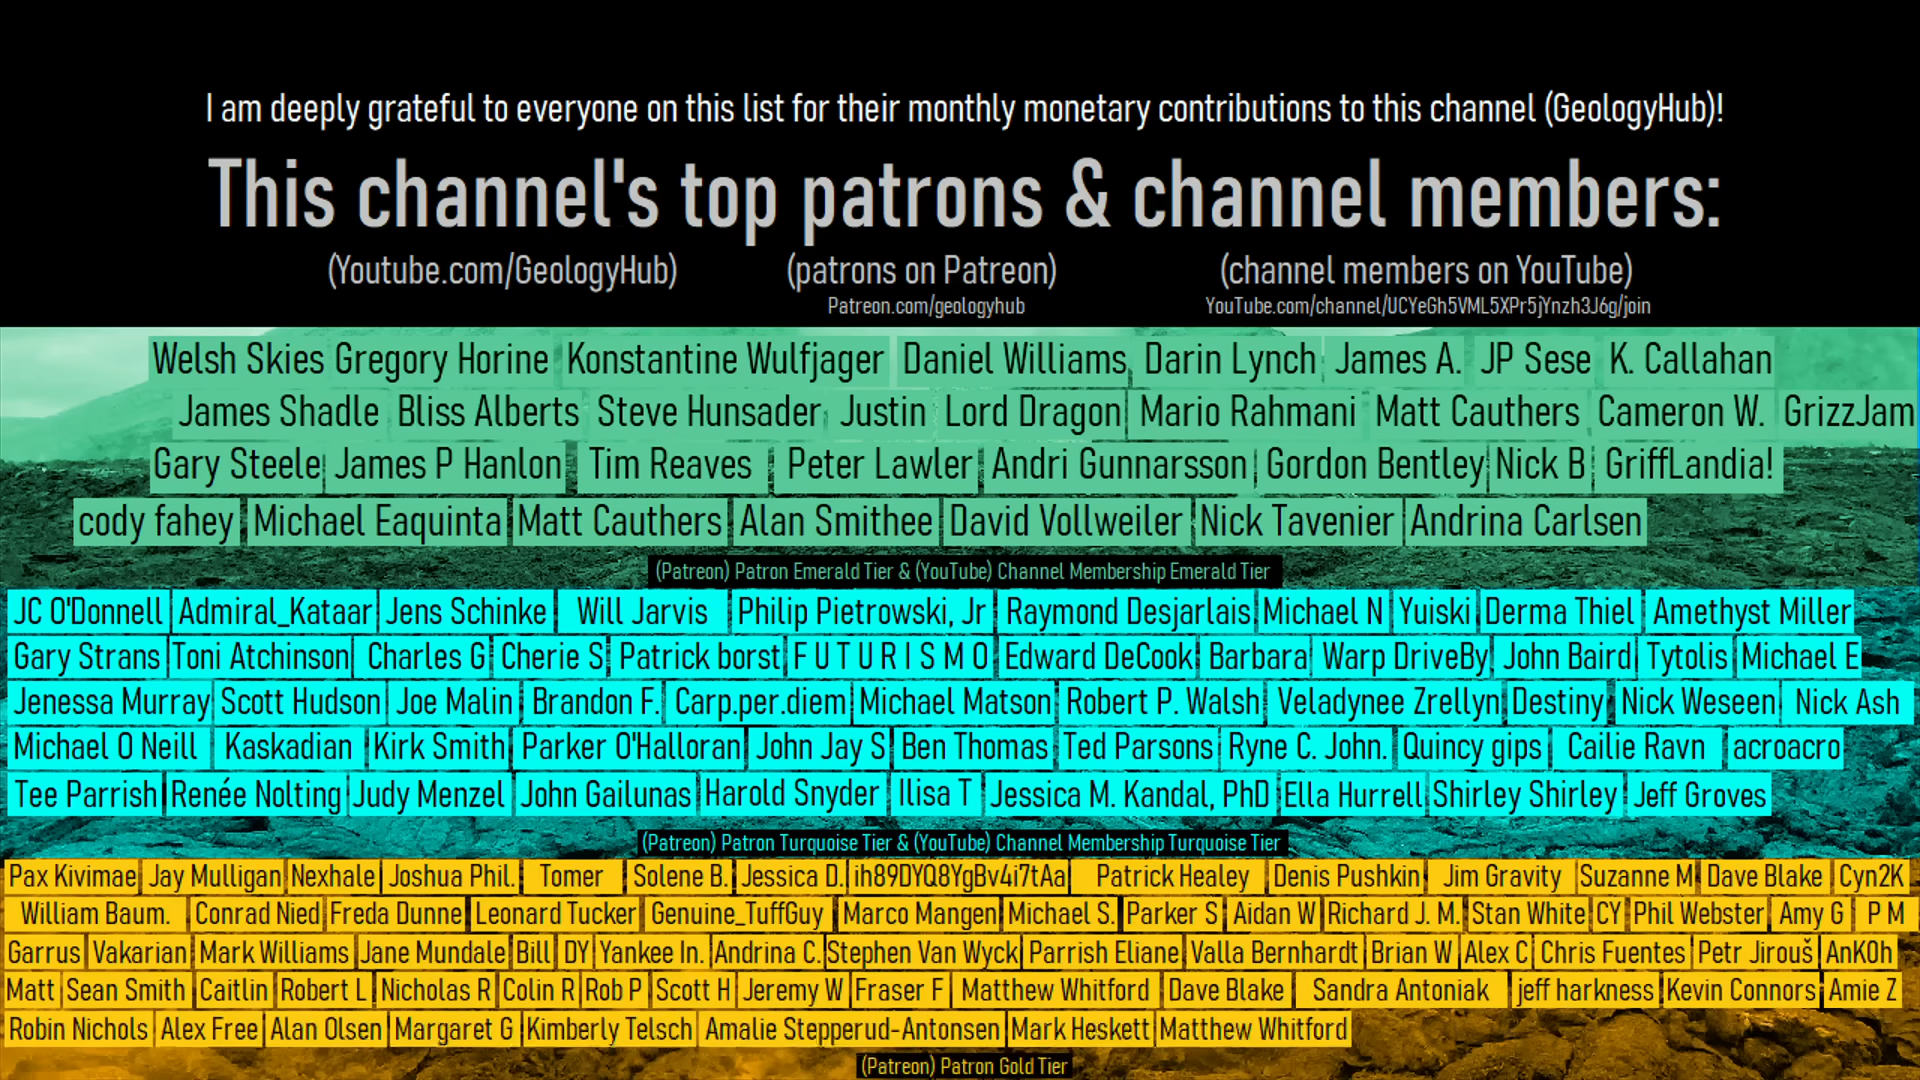 I am deeply grateful to everyone on this list for their monthly monetary contributions to this channel (GeologyHub)!
This channel's top patrons & channel members:
(Youtube.com/GeologyHub) (patrons on Patreon) (channel members on YouTube)
Patreon.com/geologyhub YouTube.com/channel/UCYeGh5VML5XPr5jYnzh3J6g/join
Welsh Skies Gregory Horine Konstantine Wulfjager Daniel Williams Darin Lynch James A. JP Sese K. Callahan
James Shadle Bliss Alberts Steve Hunsader Justin Lord Dragon Mario Rahmani Matt Cauthers Cameron W. GrizzJam
Gary Steele James P Hanlon Tim Reaves Peter Lawler Andri Gunnarsson Gordon Bentley Nick B GriffLandia!
cody fahey Michael Eaquinta Matt Cauthers Alan Smithee David Vollweiler Nick Tavenier Andrina Carlsen
(Patreon) Patron Emerald Tier & (YouTube) Channel Membership Emerald Tier
JC O'Donnell Admiral_Kataar Jens Schinke Will Jarvis Philip Pietrowski, Jr Raymond Desjarlais Michael N Yuiski Derma Thiel Amethyst Miller
Gary Strans Toni Atchinson Charles G Cherie S Patrick borst F U T U R I S M O Edward DeCook Barbara Warp DriveBy John Baird Tytolis Michael E
Jenessa Murray Scott Hudson Joe Malin Brandon F. Carp.per.diem Michael Matson Robert P. Walsh Veladynee Zrellyn Destiny Nick Weseen Nick Ash
Michael O Neill Kaskadian Kirk Smith Parker O'Halloran John Jay S Ben Thomas Ted Parsons Ryne C. John. Quincy gips Cailie Ravn acroacro
Tee Parrish Renée Nolting Judy Menzel John Gailunas Harold Snyder Ilisa T Jessica M. Kandal, PhD Ella Hurrell Shirley Shirley Jeff Groves
(Patreon) Patron Turquoise Tier & (YouTube) Channel Membership Turquoise Tier
Pax Kivimae Jay Mulligan Nexhale Joshua Phil. Tomer Solene B. Jessica D. ih89DYQ8YgBv4i7tAa Patrick Healey Denis Pushkin Jim Gravity Suzanne M Dave Blake Cyn2K
William Baum. Conrad Nied Freda Dunne Leonard Tucker Genuine_TuffGuy Marco Mangen Michael S. Parker S Aidan W Richard J. M. Stan White CY Phil Webster Amy G P M
Garrus Vakarian Mark Williams Jane Mundale Bill DY Yankee In. Andrina C. Stephen Van Wyck Parrish Eliane Valla Bernhardt Brian W Alex C Chris Fuentes Petr Jirouš AnK0h
Matt Sean Smith Caitlin Robert L Nicholas R Colin R Rob P Scott H Jeremy W Fraser F Matthew Whitford Dave Blake Sandra Antoniak jeff harkness Kevin Connors Amie Z
Robin Nichols Alex Free Alan Olsen Margaret G Kimberly Telsch Amalie Stepperud-Antonsen Mark Heskett Matthew Whitford
(Patreon) Patron Gold Tier